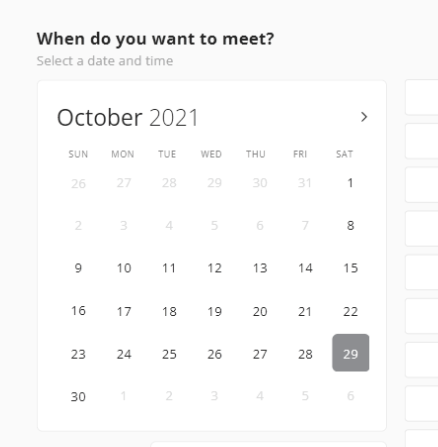 When do you want to meet?
Select a date and time
October 2021
SUN MON TUE WED THU FRI SAT
26 27 28 29 30 31 1
2 3 4 5 6 7 8
9 10 11 12 13 14 15
16 17 18 19 20 21 22
23 24 25 26 27 28 29
30 1 2 3 4 5 6